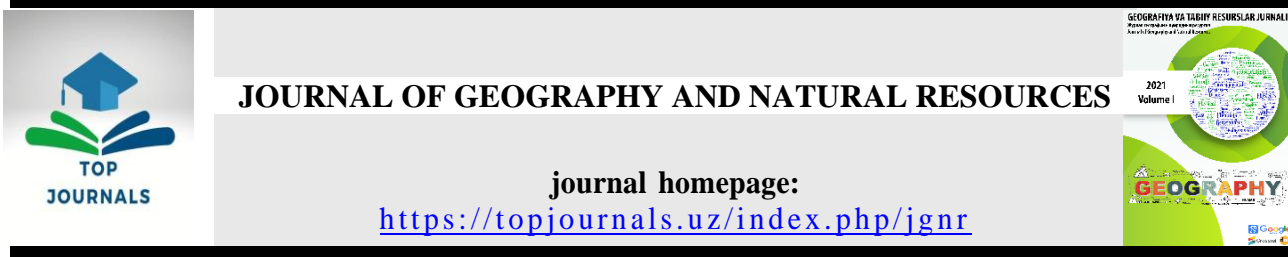 GEOGRAFIYA VA TABIIY RESURSLAR JURNALI
JOURNAL OF GEOGRAPHY AND NATURAL RESOURCES
2021
Volume I
TOP
JOURNALS
journal homepage:
https://topjournals.uz/index.php/jgnr
GEOGRAPHY